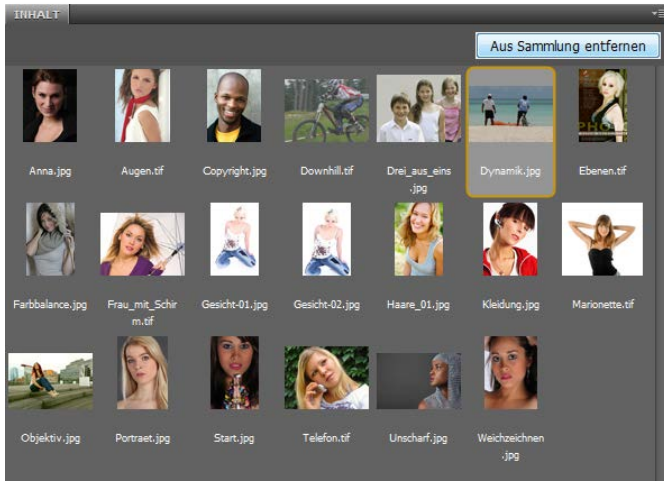 INHALT
Aus Sammlung entfernen
Anna.jpg
Augen.tif
Copyright.jpg
Downhill.tif
Drei_aus_eins
.jpg
Dynamik.jpg
Ebenen.tif
Farbbalance.jpg
Frau_mit_Schir
m.tif
Gesicht-01.jpg
Gesicht-02.jpg
Haare_01.jpg
Kleidung.jpg
Marionette.tif
Objektiv.jpg
Portraet.jpg
Start.jpg
Telefon.tif
Unscharf.jpg
Weichzeichnen
.jpg